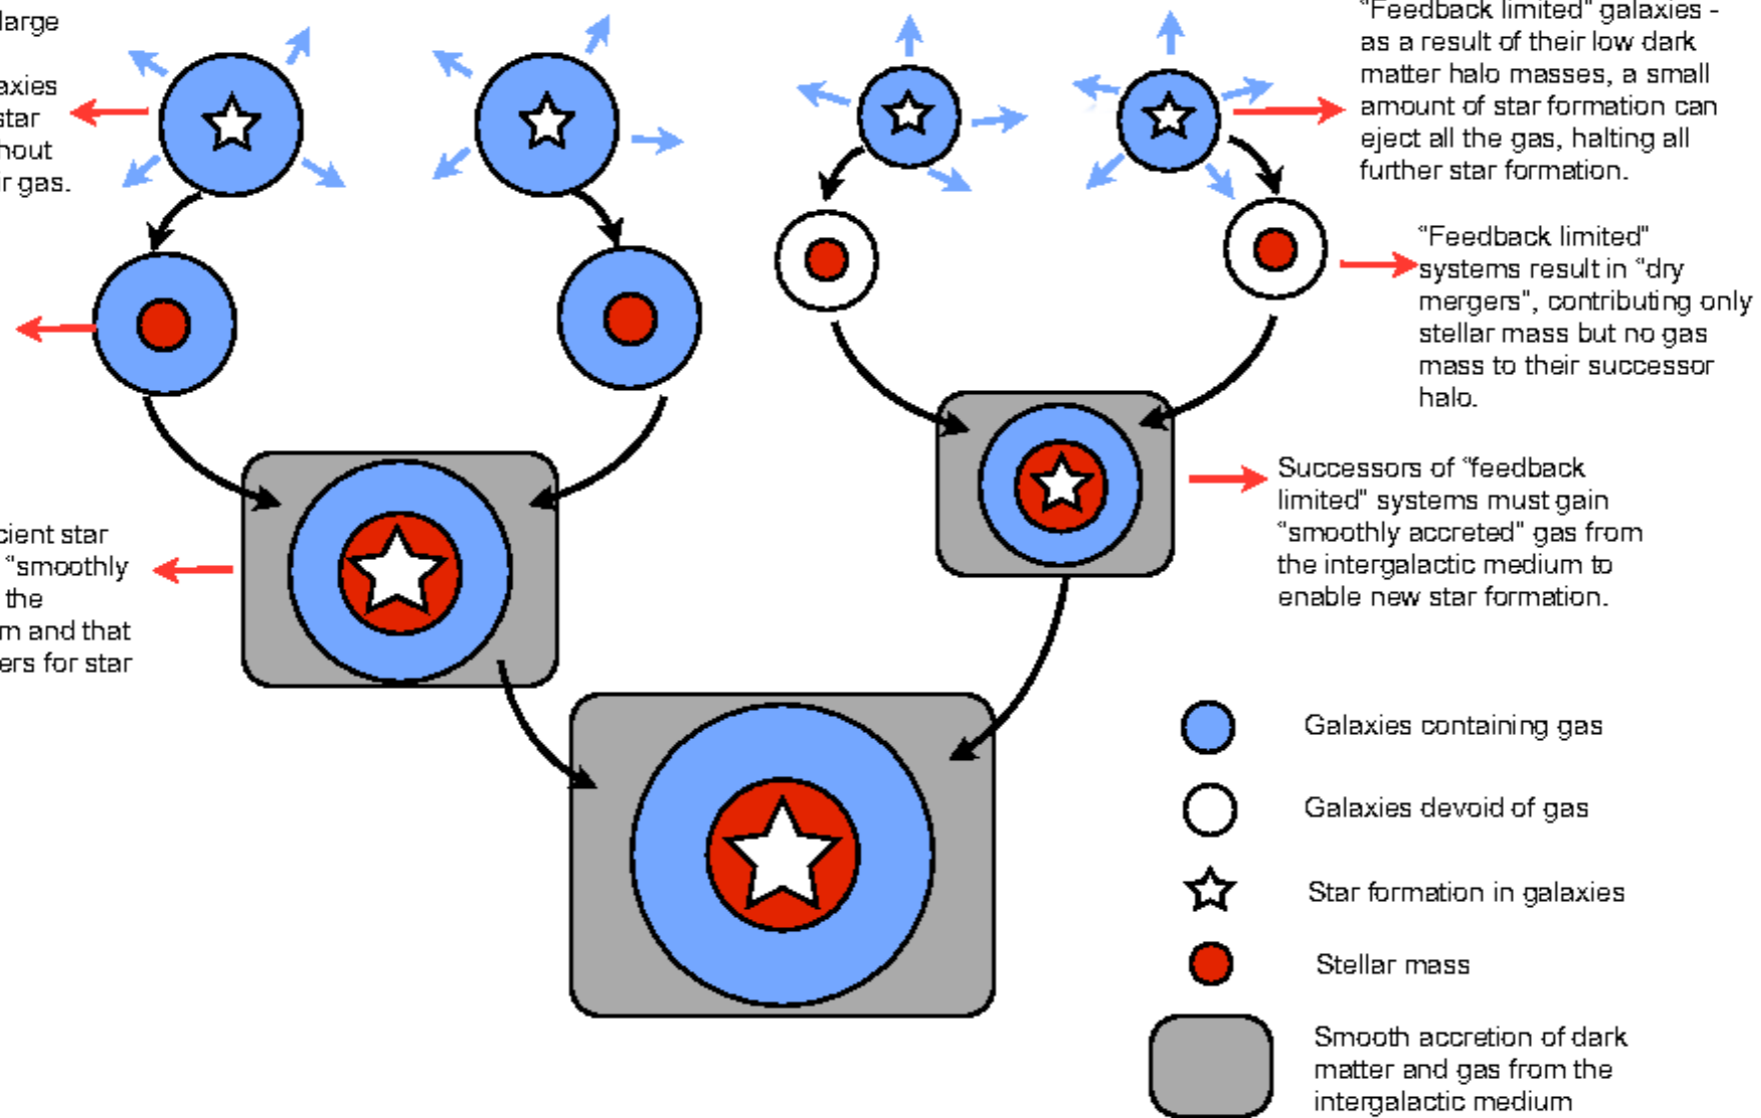 large
axies
star
hout
ir gas.
cient star
"smoothly
the
m and that
ers for star
"Feedback limited" galaxies -
as a result of their low dark
matter halo masses, a small
amount of star formation can
eject all the gas, halting all
further star formation.
"Feedback limited"
systems result in "dry
mergers", contributing only
stellar mass but no gas
mass to their successor
halo.
Successors of "feedback
limited" systems must gain
"smoothly accreted" gas from
the intergalactic medium to
enable new star formation.
Galaxies containing gas
Galaxies devoid of gas
Star formation in galaxies
Stellar mass
Smooth accretion of dark
matter and gas from the
intergalactic medium